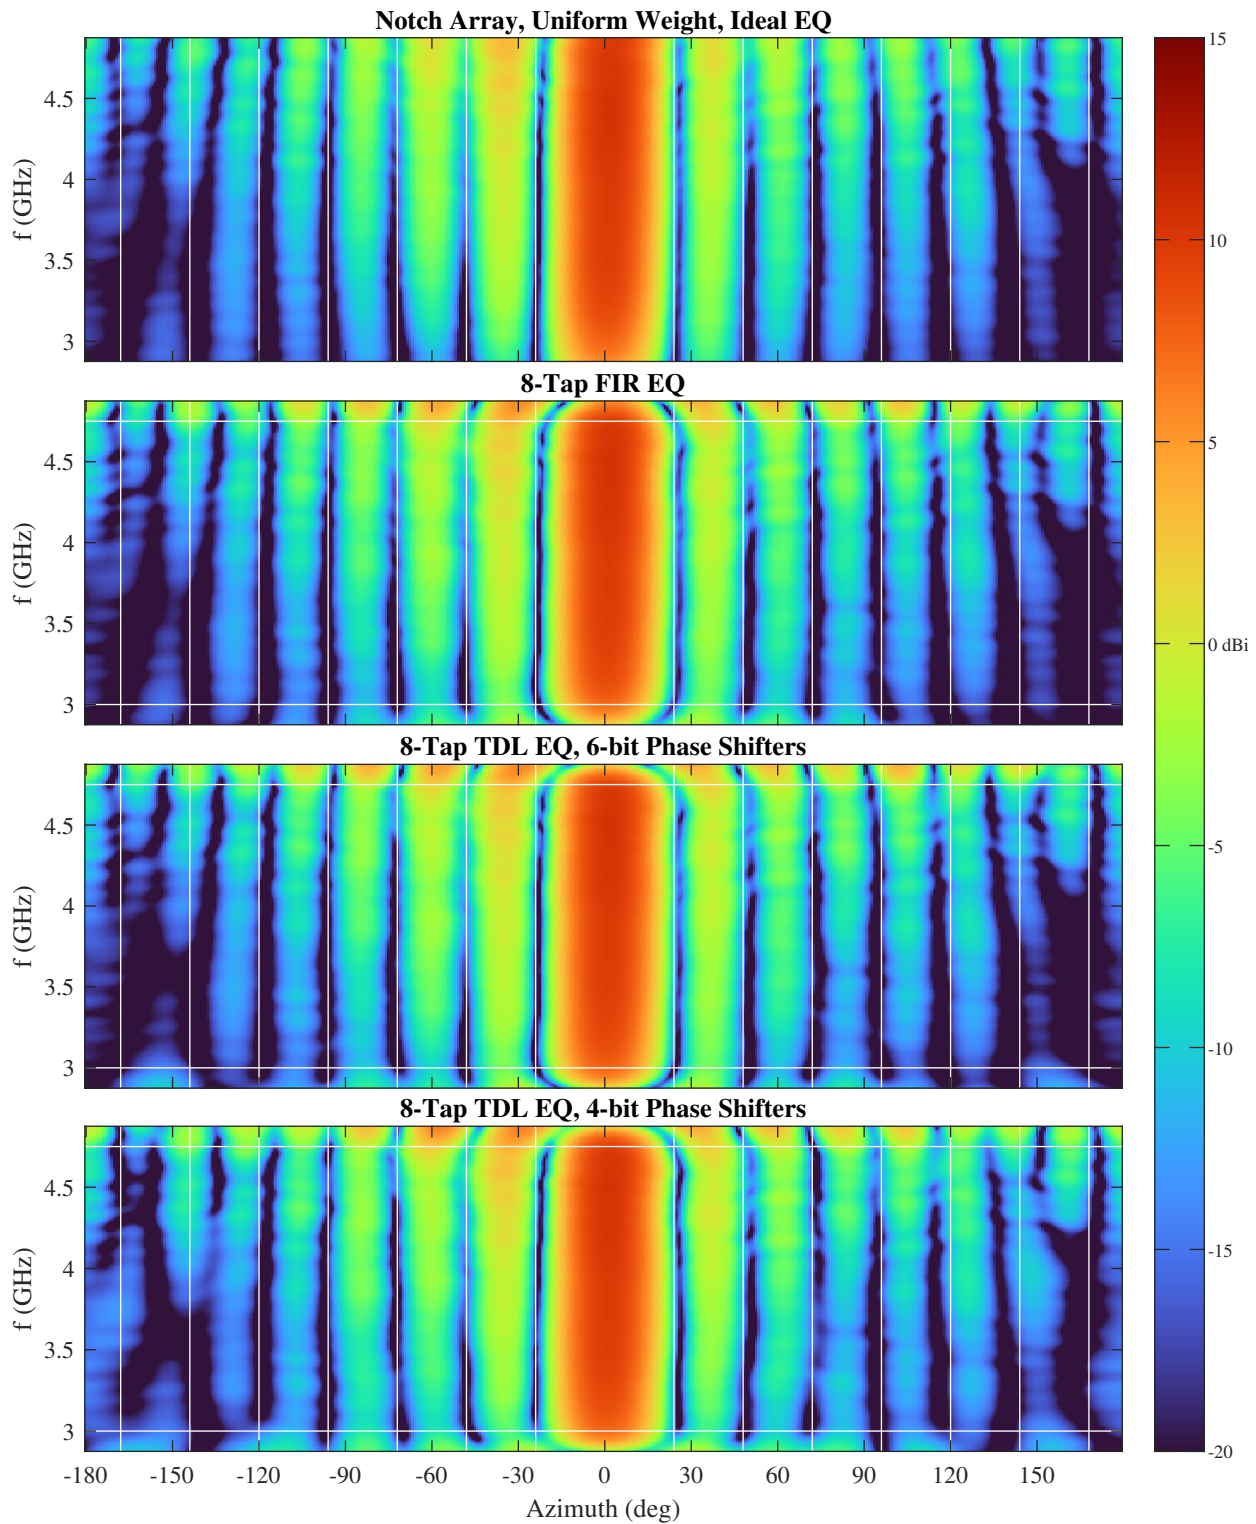 Notch Array, Uniform Weight, Ideal EQ
15
4.5
4
3.5
3
f (GHz)
10
8-Tap FIR EQ
5
4.5
4
3.5
3
f (GHz)
0 dBi
8-Tap TDL EQ, 6-bit Phase Shifters
-5
4.5
4
3.5
3
f (GHz)
-10
8-Tap TDL EQ, 4-bit Phase Shifters
-15
4.5
4
3.5
3
f (GHz)
-20
-180 -150 -120 -90 -60 -30 0 30 60 90 120 150
Azimuth (deg)